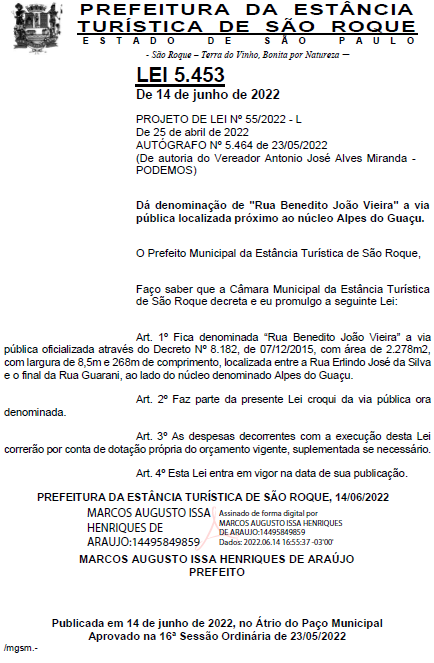 PREFEITURA DA ESTÂNCIA
TURÍSTICA DE SÃO ROQUE
ESTADO DE SÃO PAULO
- São Roque – Terra do Vinho, Bonita por Natureza –
LEI 5.453
De 14 de junho de 2022
PROJETO DE LEI Nº 55/2022 - L
De 25 de abril de 2022
AUTÓGRAFO Nº 5.464 de 23/05/2022
(De autoria do Vereador Antonio José Alves Miranda -
PODEMOS)
Dá denominação de "Rua Benedito João Vieira" a via
pública localizada próximo ao núcleo Alpes do Guaçu.
O Prefeito Municipal da Estância Turística de São Roque,
Faço saber que a Câmara Municipal da Estância Turística
de São Roque decreta e eu promulgo a seguinte Lei:
Art. 1º Fica denominada “Rua Benedito João Vieira” a via
pública oficializada através do Decreto Nº 8.182, de 07/12/2015, com área de 2.278m2,
com largura de 8,5m e 268m de comprimento, localizada entre a Rua Erlindo José da Silva
e o final da Rua Guarani, ao lado do núcleo denominado Alpes do Guaçu.
Art. 2º Faz parte da presente Lei croqui da via pública ora
denominada.
Art. 3º As despesas decorrentes com a execução desta Lei
correrão por conta de dotação própria do orçamento vigente, suplementada se necessário.
Art. 4º Esta Lei entra em vigor na data de sua publicação.
PREFEITURA DA ESTÂNCIA TURÍSTICA DE SÃO ROQUE, 14/06/2022
MARCOS AUGUSTO ISSA
HENRIQUES DE
ARAUJO:14495849859
Assinado de forma digital por
MARCOS AUGUSTO ISSA HENRIQUES
DE ARAUJO:14495849859
Dados: 2022.06.14 16:55:37 -03'00'
MARCOS AUGUSTO ISSA HENRIQUES DE ARAÚJO
PREFEITO
Publicada em 14 de junho de 2022, no Átrio do Paço Municipal
Aprovado na 16ª Sessão Ordinária de 23/05/2022
/mgsm.-